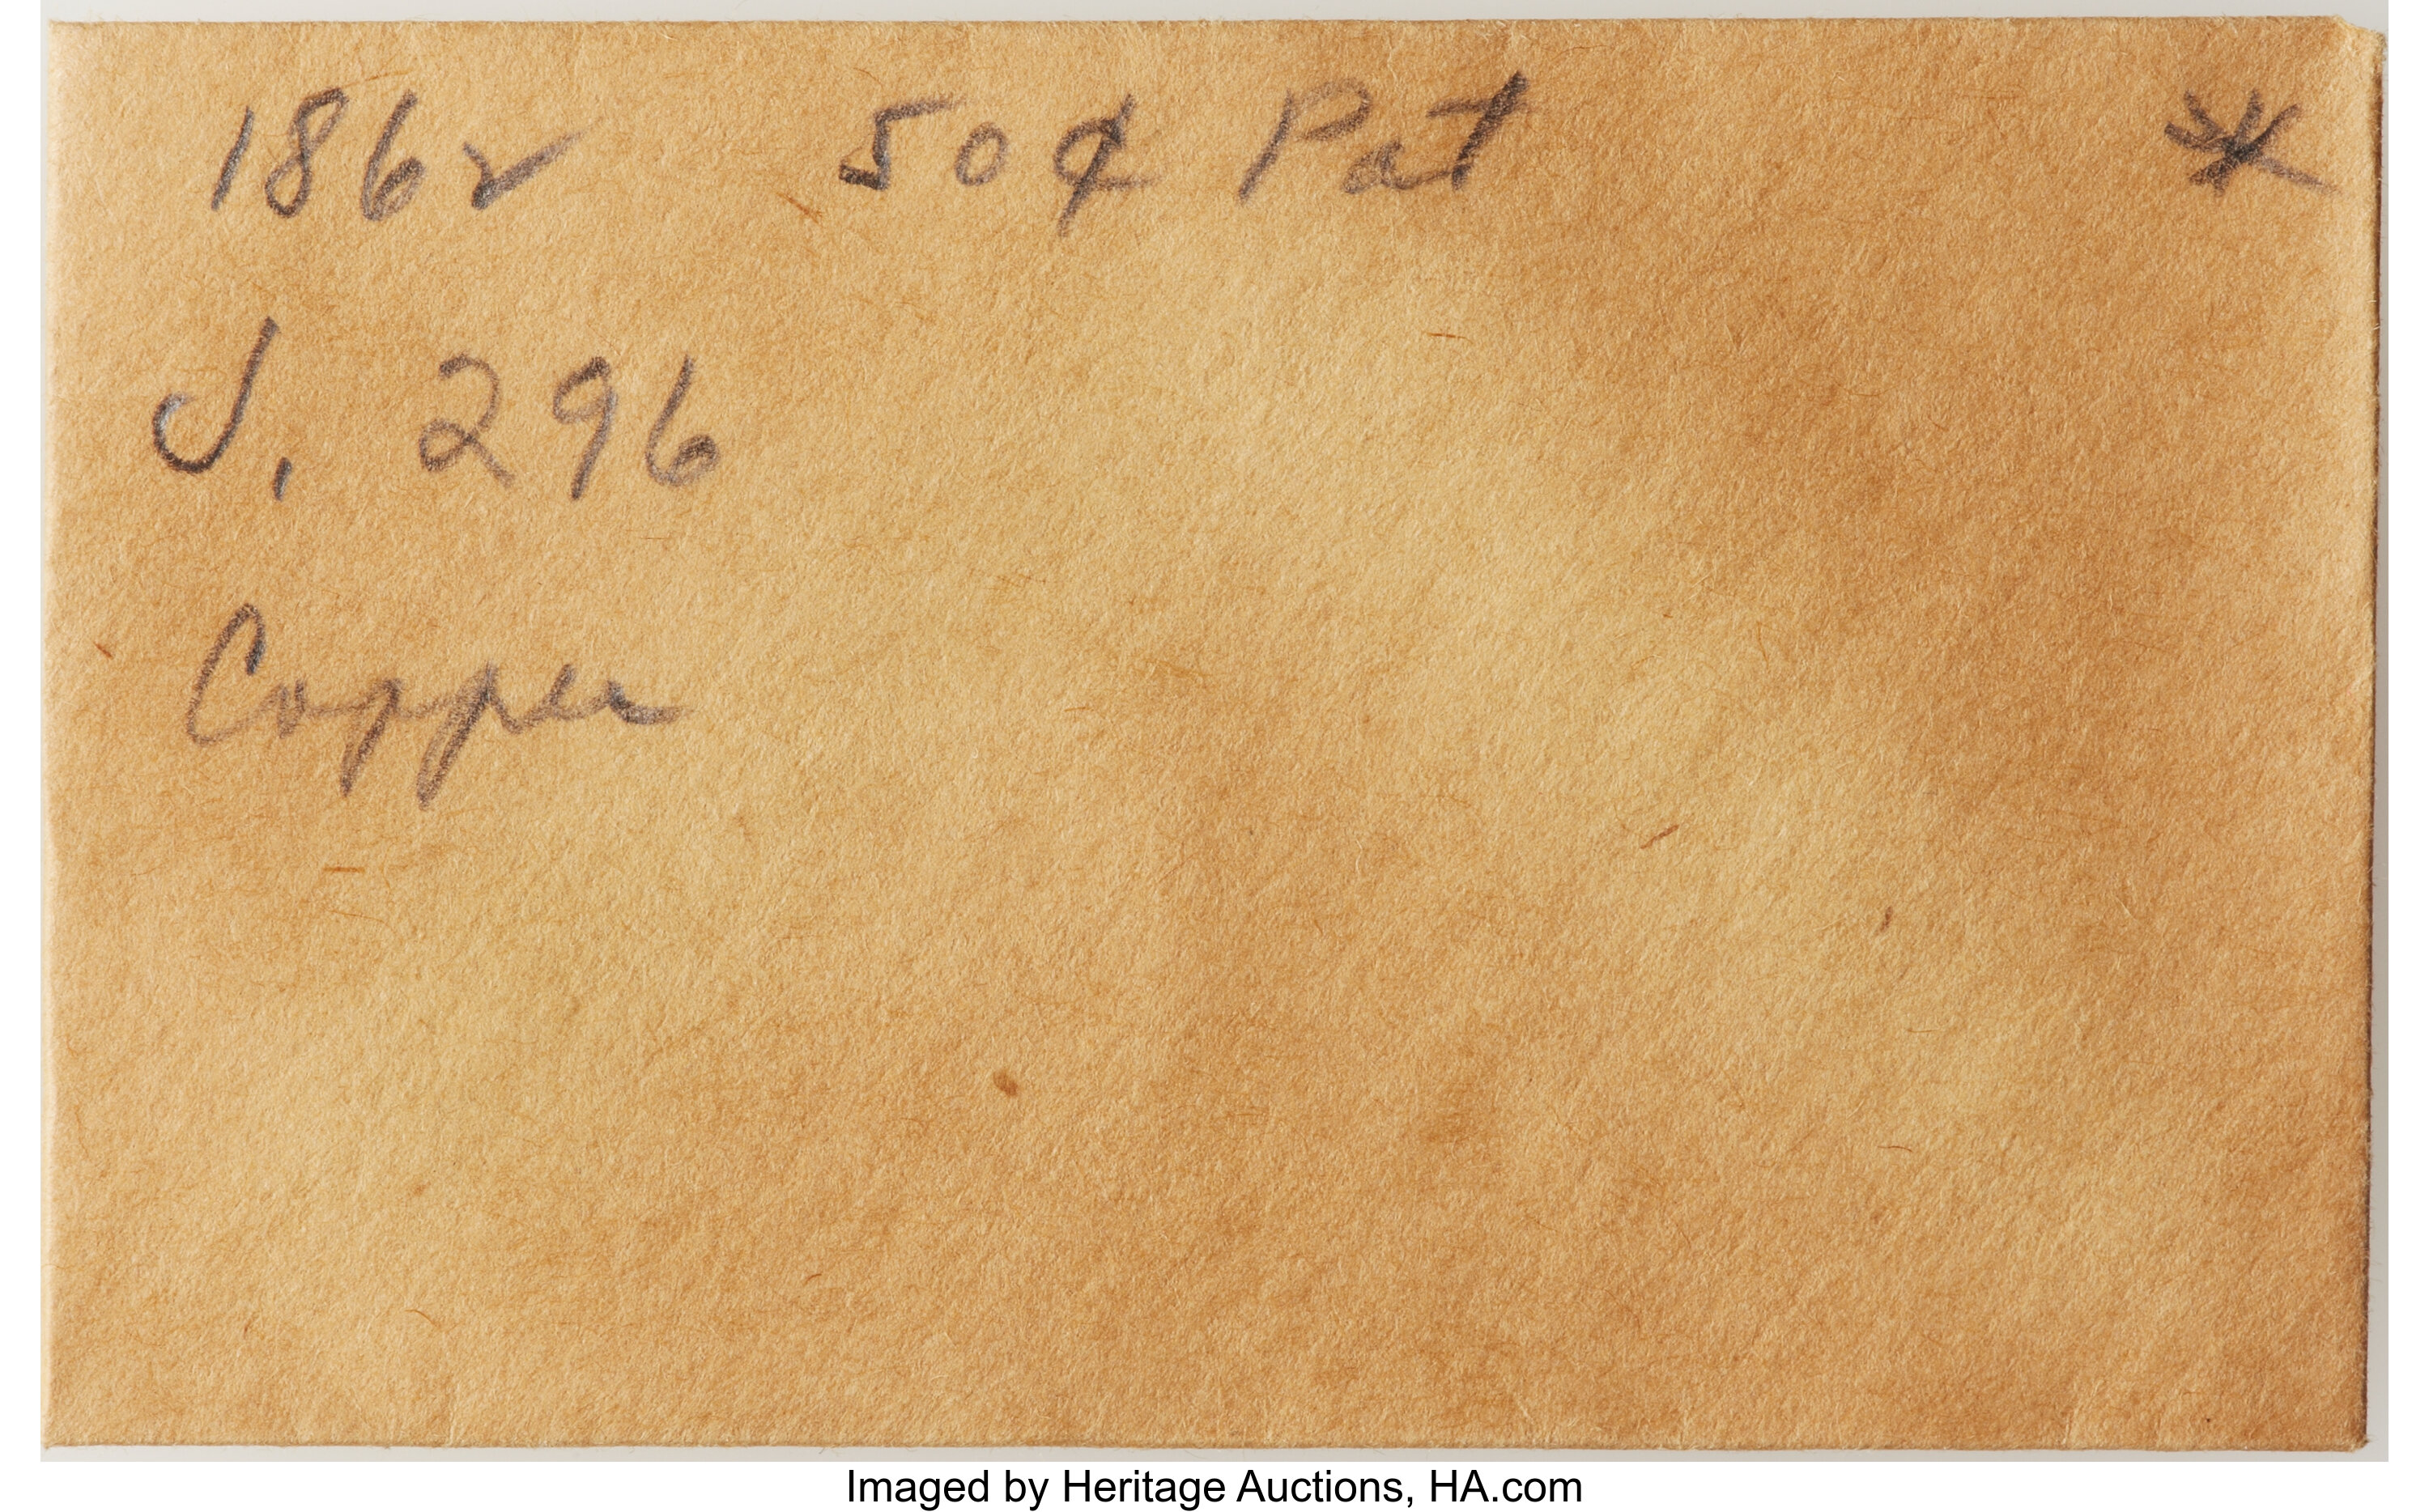 1862 50¢ Pat *
J. 296
Copper
Imaged by Heritage Auctions, HA.com